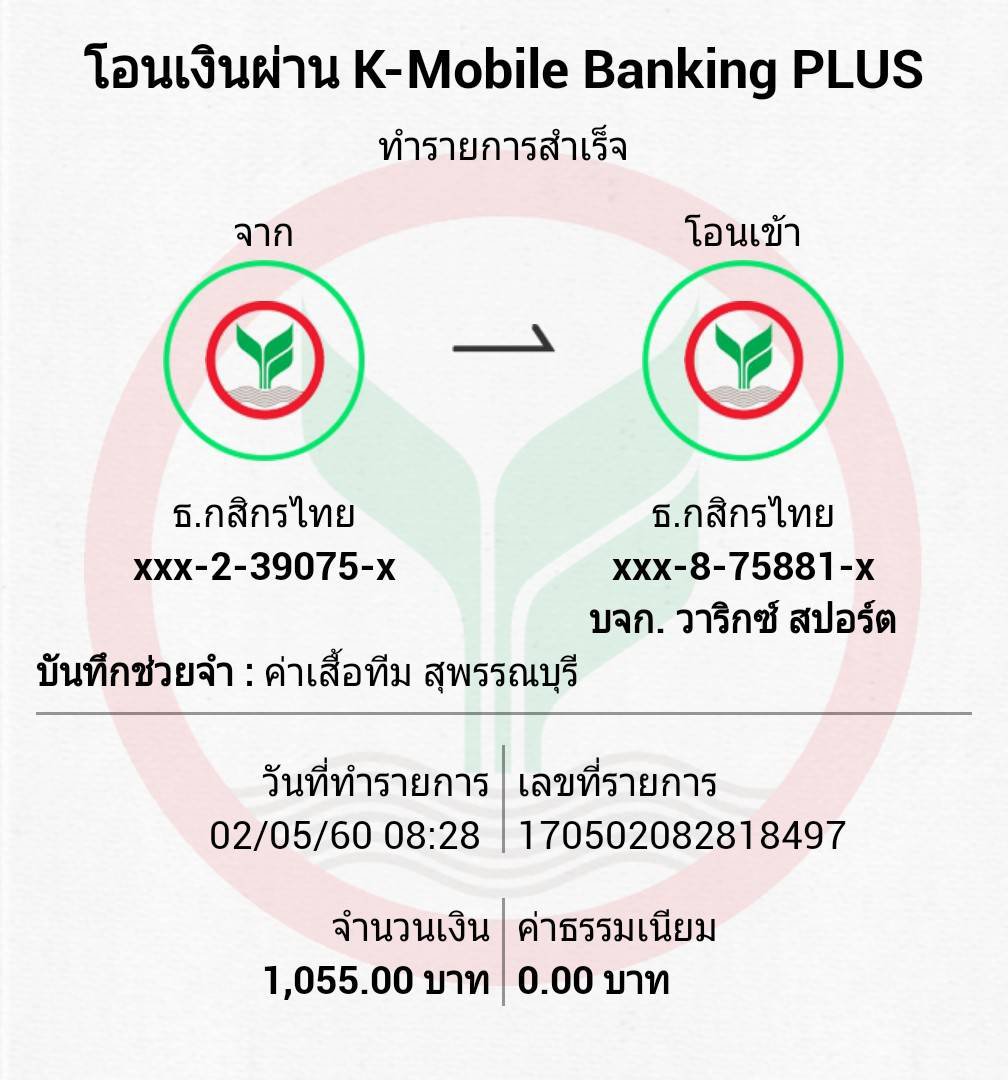 โอนเงินผ่าน K-Mobile Banking PLUS
ทำรายการสำเร็จ
จาก
โอนเข้า
ธ.กสิกรไทย
xxx-2-39075-x
ธ.กสิกรไทย
xxx-8-75881-x
บจก. วาริกซ์ สปอร์ต
บันทึกช่วยจำ : ค่าเสื้อทีม สุพรรณบุรี
วันที่ทำรายการ
02/05/60 08:28
เลขที่รายการ
170502082818497
จำนวนเงิน
1,055.00 บาท
ค่าธรรมเนียม
0.00 บาท